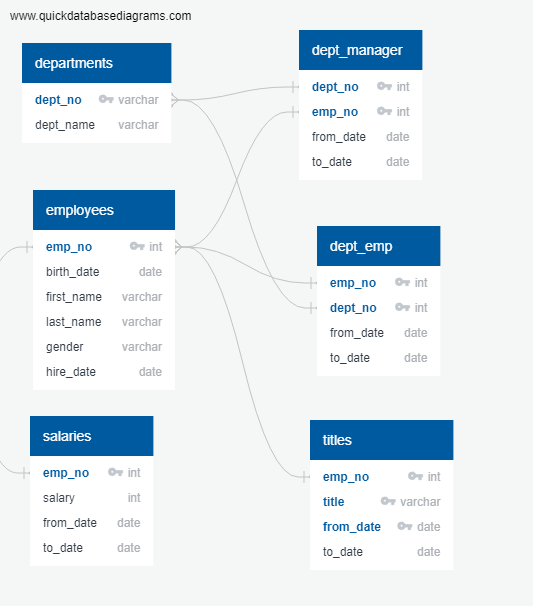 www.quickdatabasediagrams.com
departments
dept_no varchar
dept_name varchar
dept_manager
dept_no int
emp_no int
from_date date
to_date date
employees
emp_no int
birth_date date
first_name varchar
last_name varchar
gender varchar
hire_date date
dept_emp
emp_no int
dept_no int
from_date date
to_date date
salaries
emp_no int
salary int
from_date date
to_date date
titles
emp_no int
title varchar
from_date date
to_date date